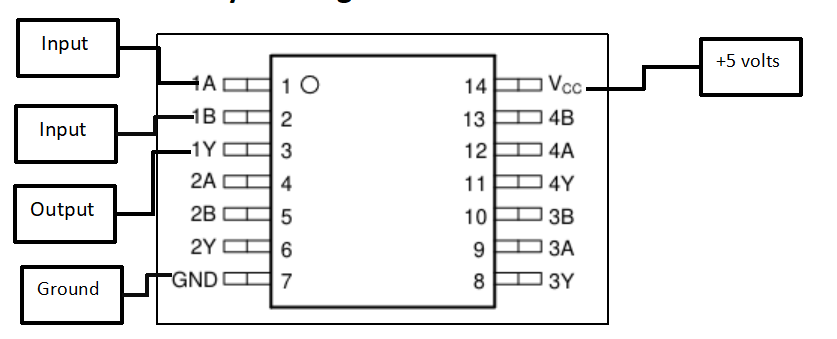 Input
Input
Output
Ground
1A 1 14 VCC
1B 2 13 4B
1Y 3 12 4A
2A 4 11 4Y
2B 5 10 3B
2Y 6 9 3A
GND 7 8 3Y
+5 volts